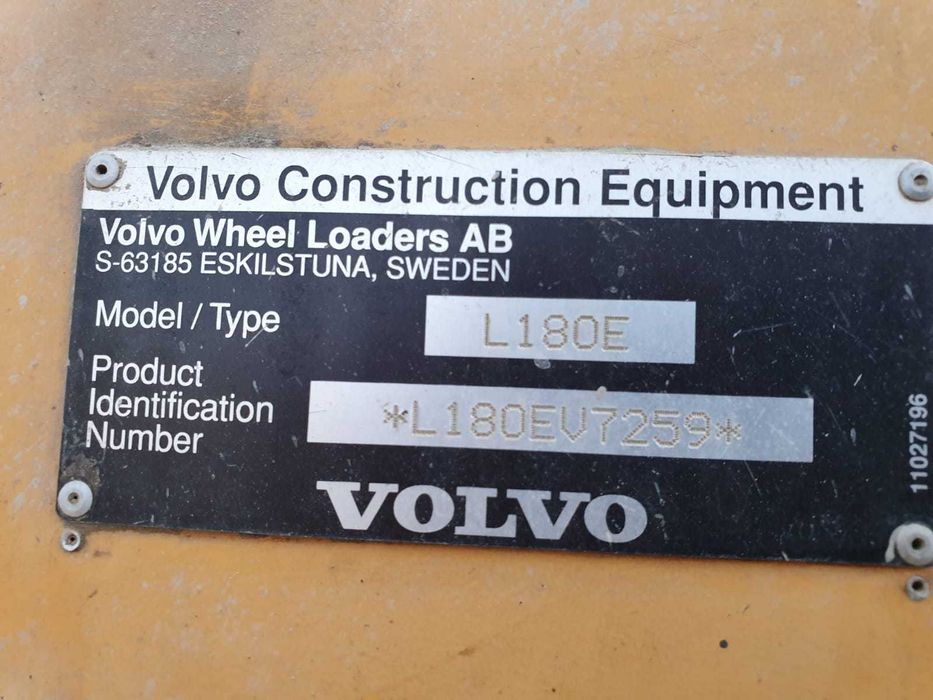 Volvo Construction Equipment
Volvo Wheel Loaders AB
S-63185 ESKILSTUNA, SWEDEN
Model / Type
L180E
Product
Identification
Number
*L180EV7259*
VOLVO
11027196